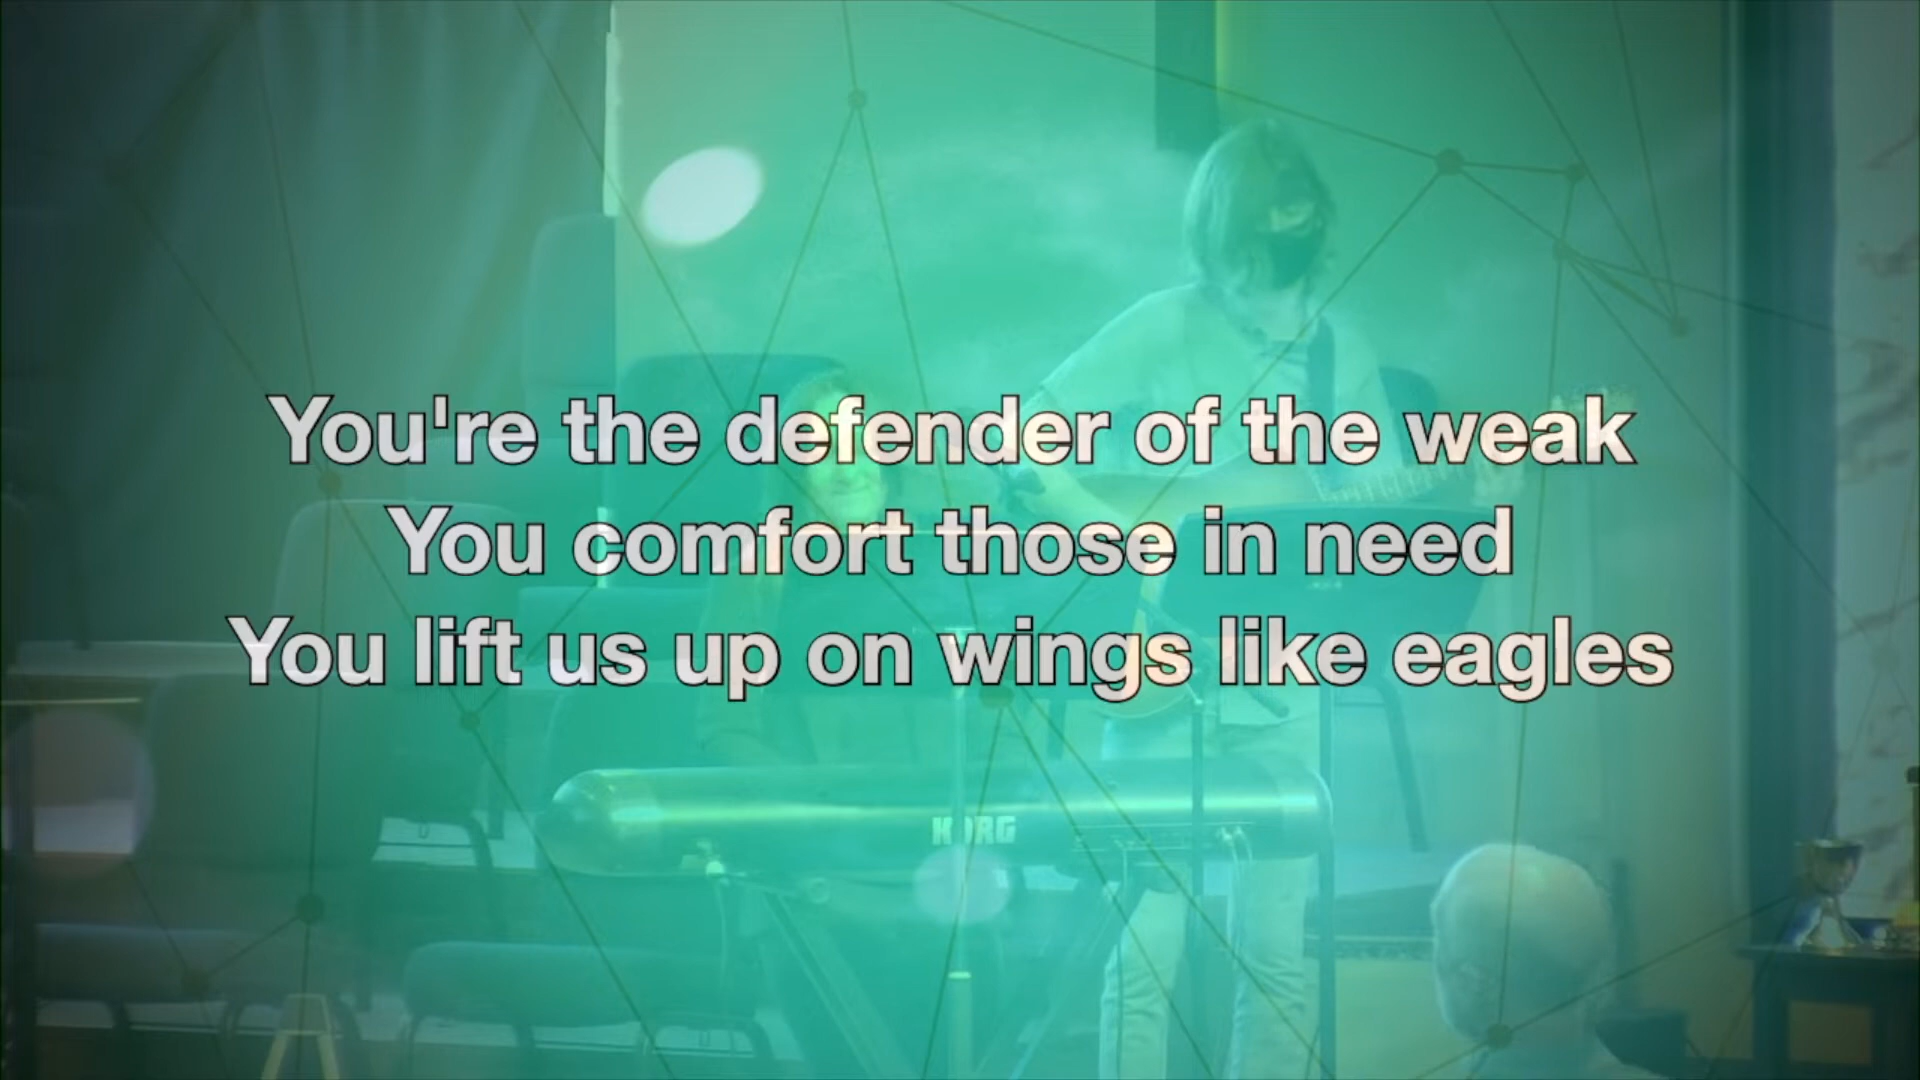 You're the defender of the weak
You comfort those in need
You lift us up on wings like eagles
KORG